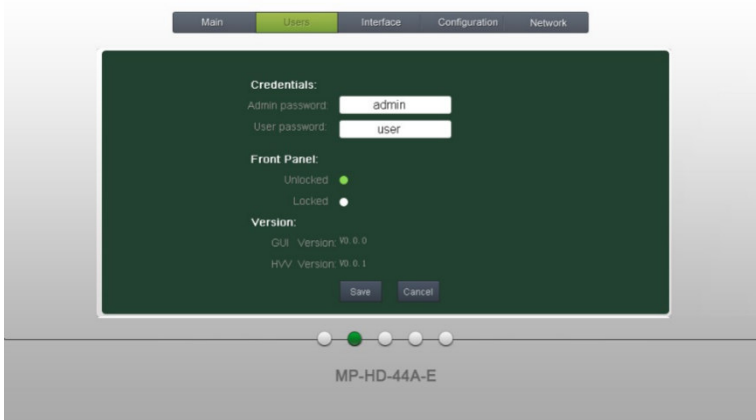 Main Users Interface Configuration Network
Credentials:
Admin password: admin
User password: user
Front Panel:
Unlocked
Locked
Version:
GUI Version: V0.0.0
HVV Version: V0.0.1
Save Cancel
MP-HD-44A-E